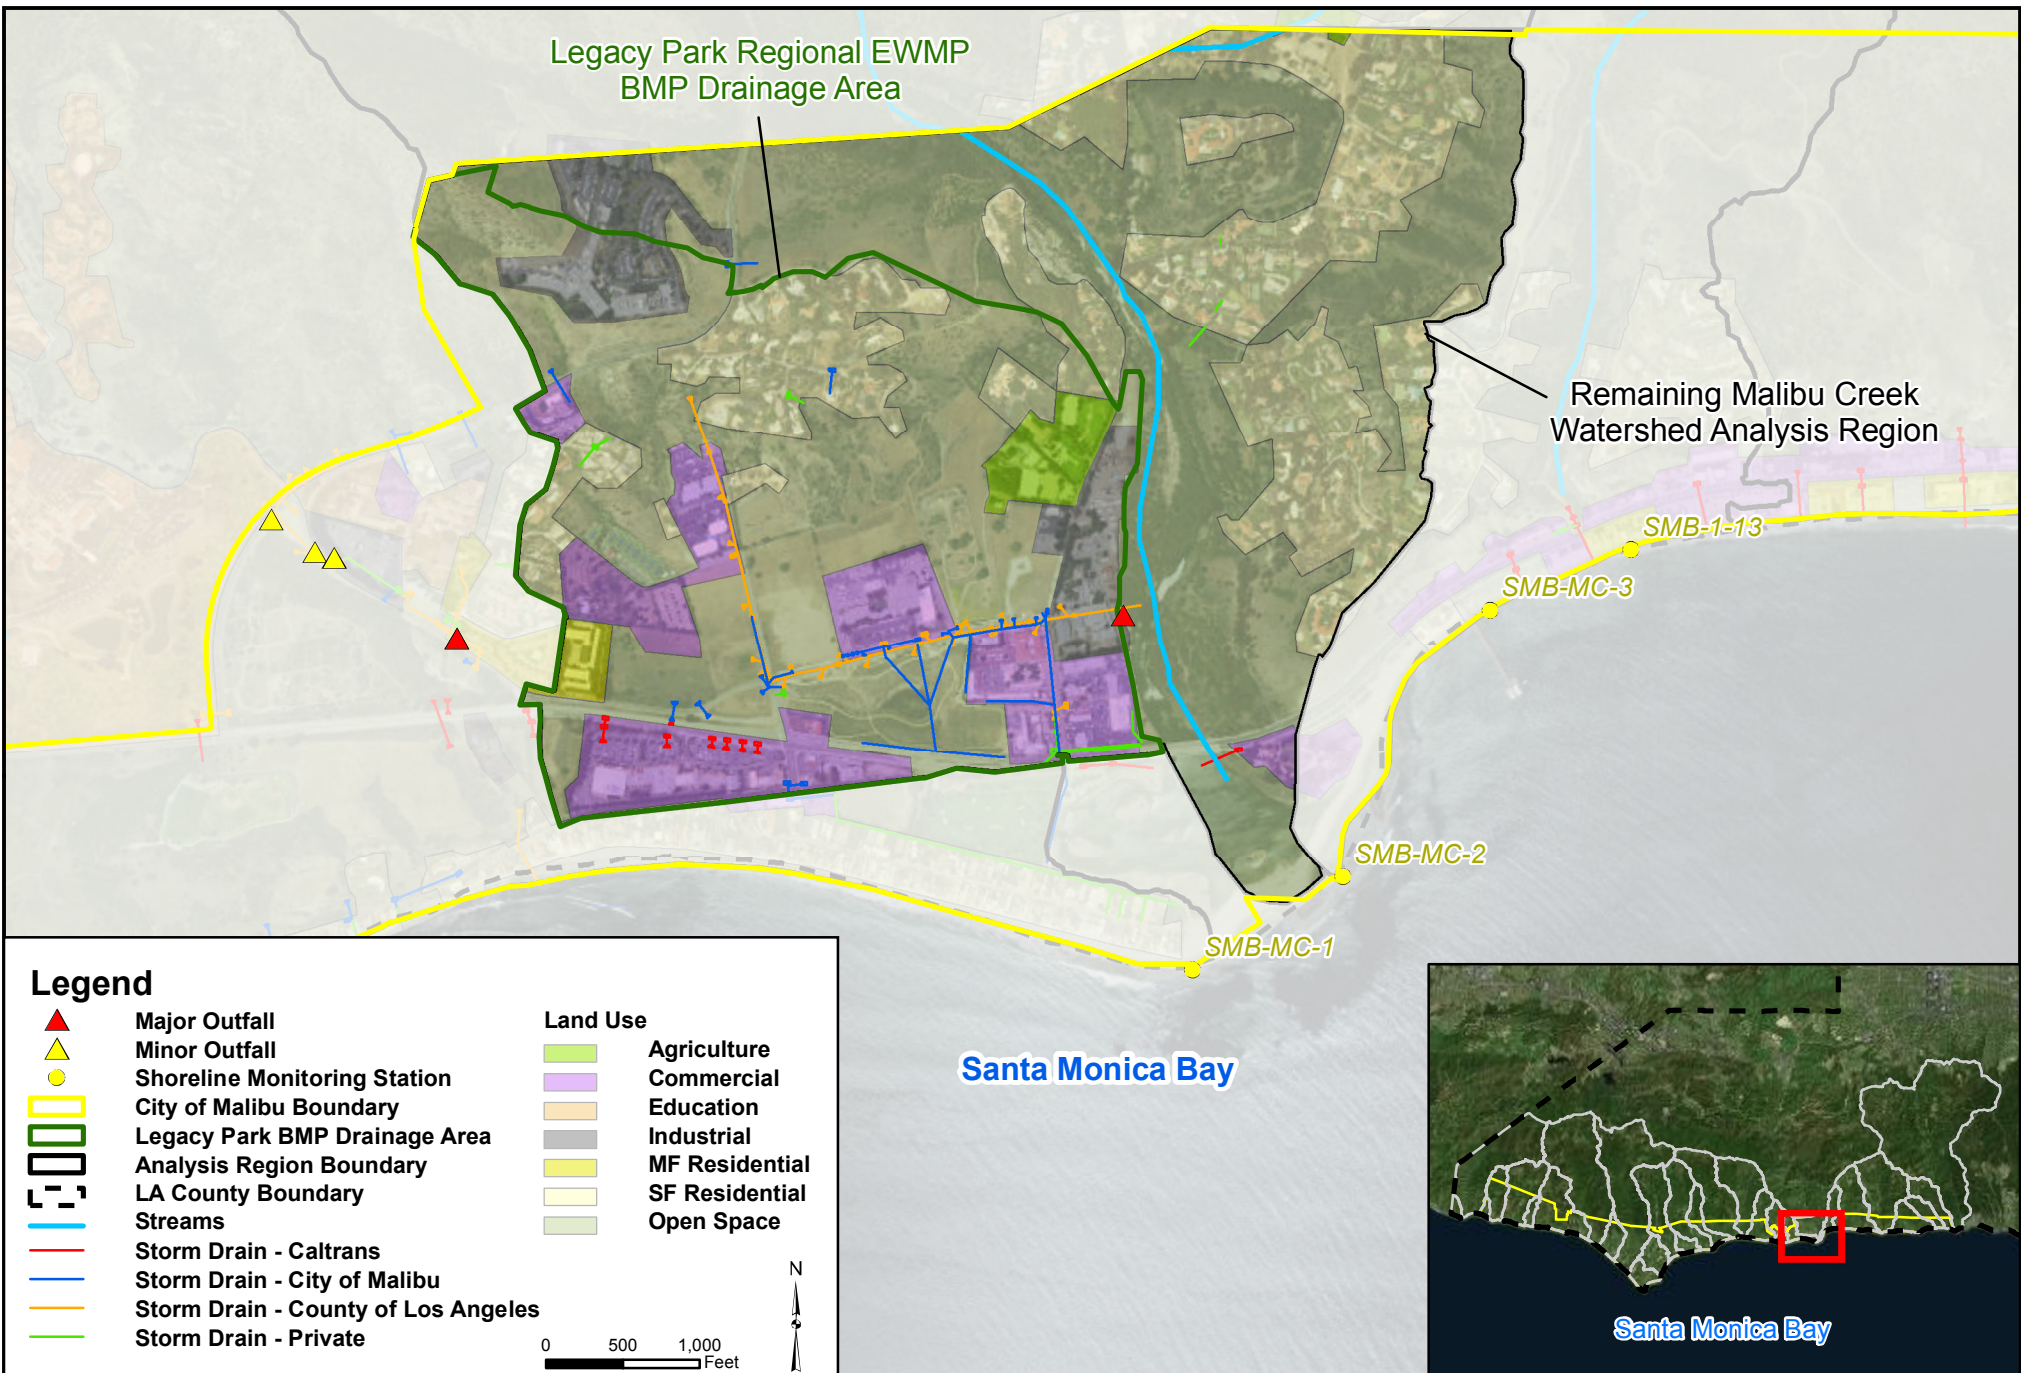 Legacy Park Regional EWMP
BMP Drainage Area
Remaining Malibu Creek
Watershed Analysis Region
SMB-1-13
SMB-MC-3
SMB-MC-2
SMB-MC-1
Santa Monica Bay
Legend
Major Outfall
Minor Outfall
Shoreline Monitoring Station
City of Malibu Boundary
Legacy Park BMP Drainage Area
Analysis Region Boundary
LA County Boundary
Streams
Storm Drain - Caltrans
Storm Drain - City of Malibu
Storm Drain - County of Los Angeles
Storm Drain - Private
Land Use
Agriculture
Commercial
Education
Industrial
MF Residential
SF Residential
Open Space
N
0 500 1,000
Feet
Santa Monica Bay